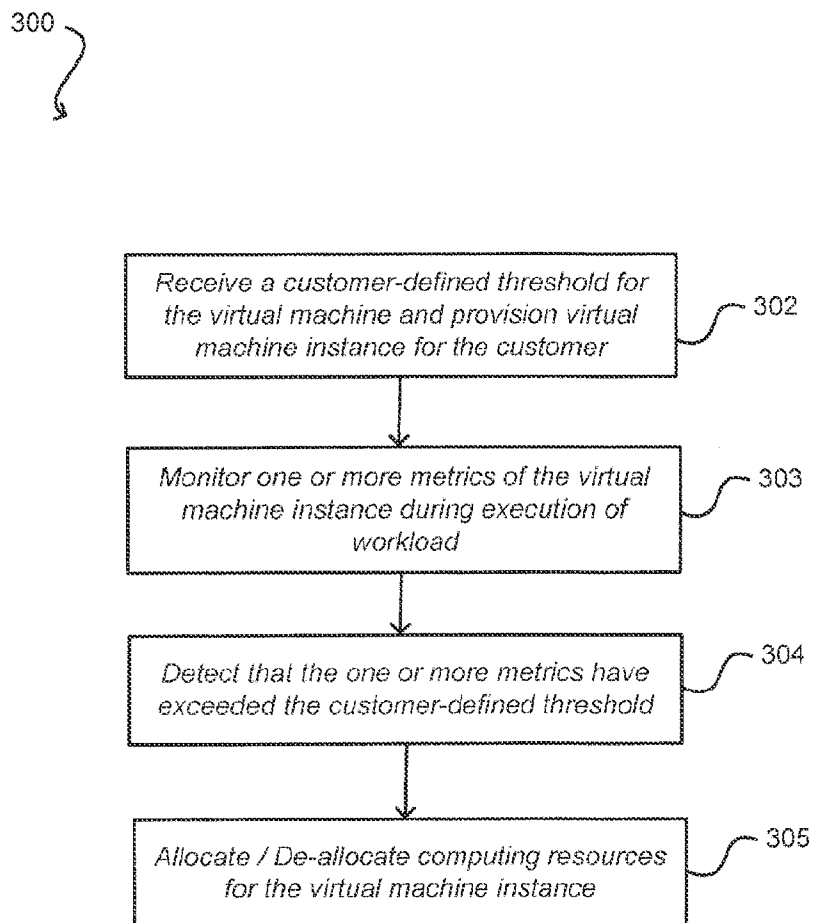 300
Receive a customer-defined threshold for
the virtual machine and provision virtual
machine instance for the customer
302
Monitor one or more metrics of the virtual
machine instance during execution of
workload
303
Detect that the one or more metrics have
exceeded the customer-defined threshold
304
Allocate / De-allocate computing resources
for the virtual machine instance
305